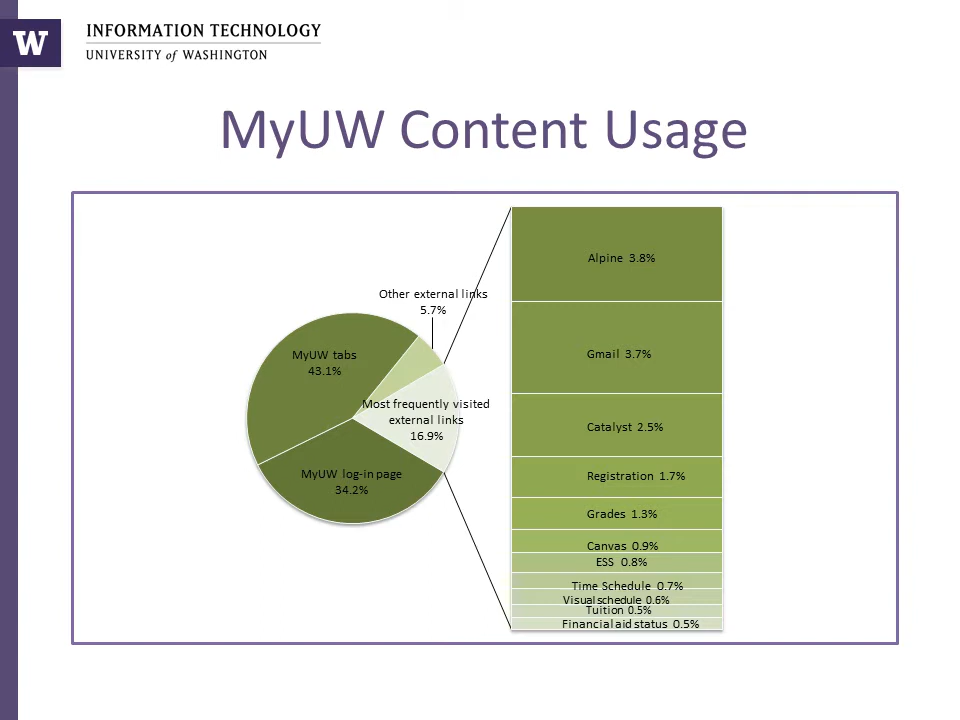 W
INFORMATION TECHNOLOGY
UNIVERSITY of WASHINGTON
MyUW Content Usage
Other external links
5.7%
MyUW tabs
43.1%
Most frequently visited
external links
16.9%
MyUW log-in page
34.2%
Alpine 3.8%
Gmail 3.7%
Catalyst 2.5%
Registration 1.7%
Grades 1.3%
Canvas 0.9%
ESS 0.8%
Time Schedule 0.7%
Visual schedule 0.6%
Tuition 0.5%
Financial aid status 0.5%